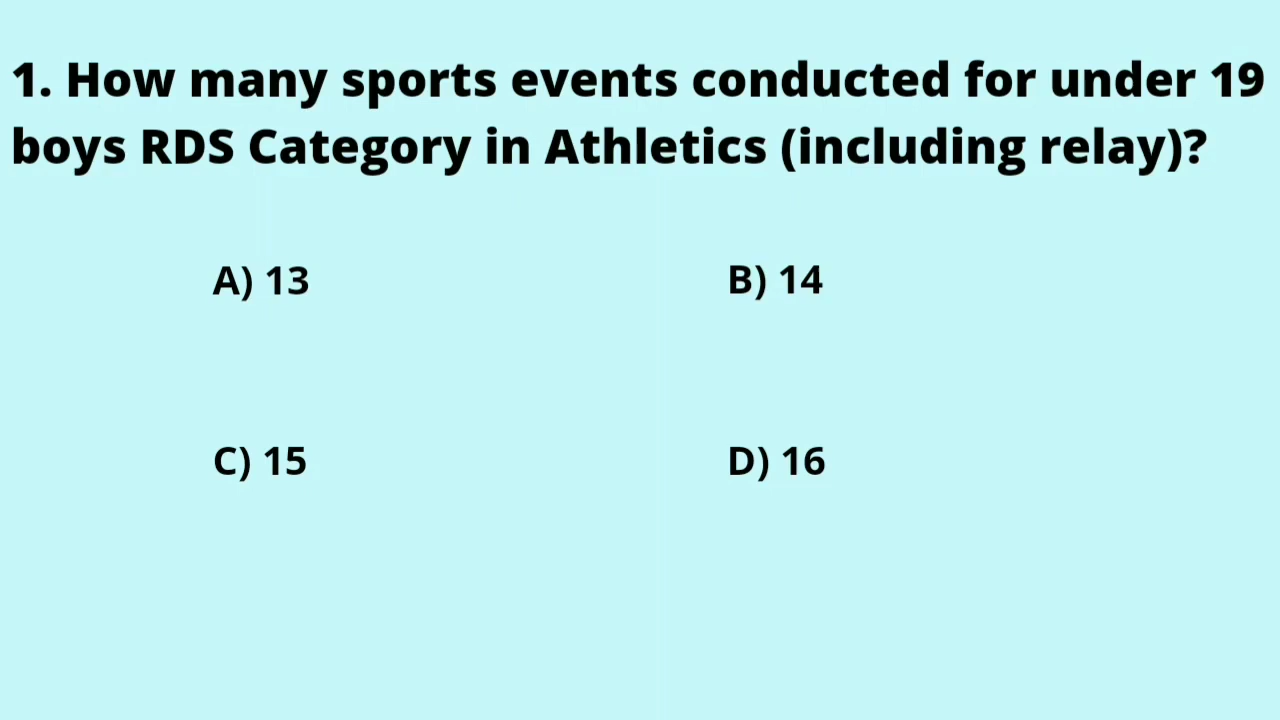 1. How many sports events conducted for under 19
boys RDS Category in Athletics (including relay)?
A) 13
B) 14
C) 15
D) 16